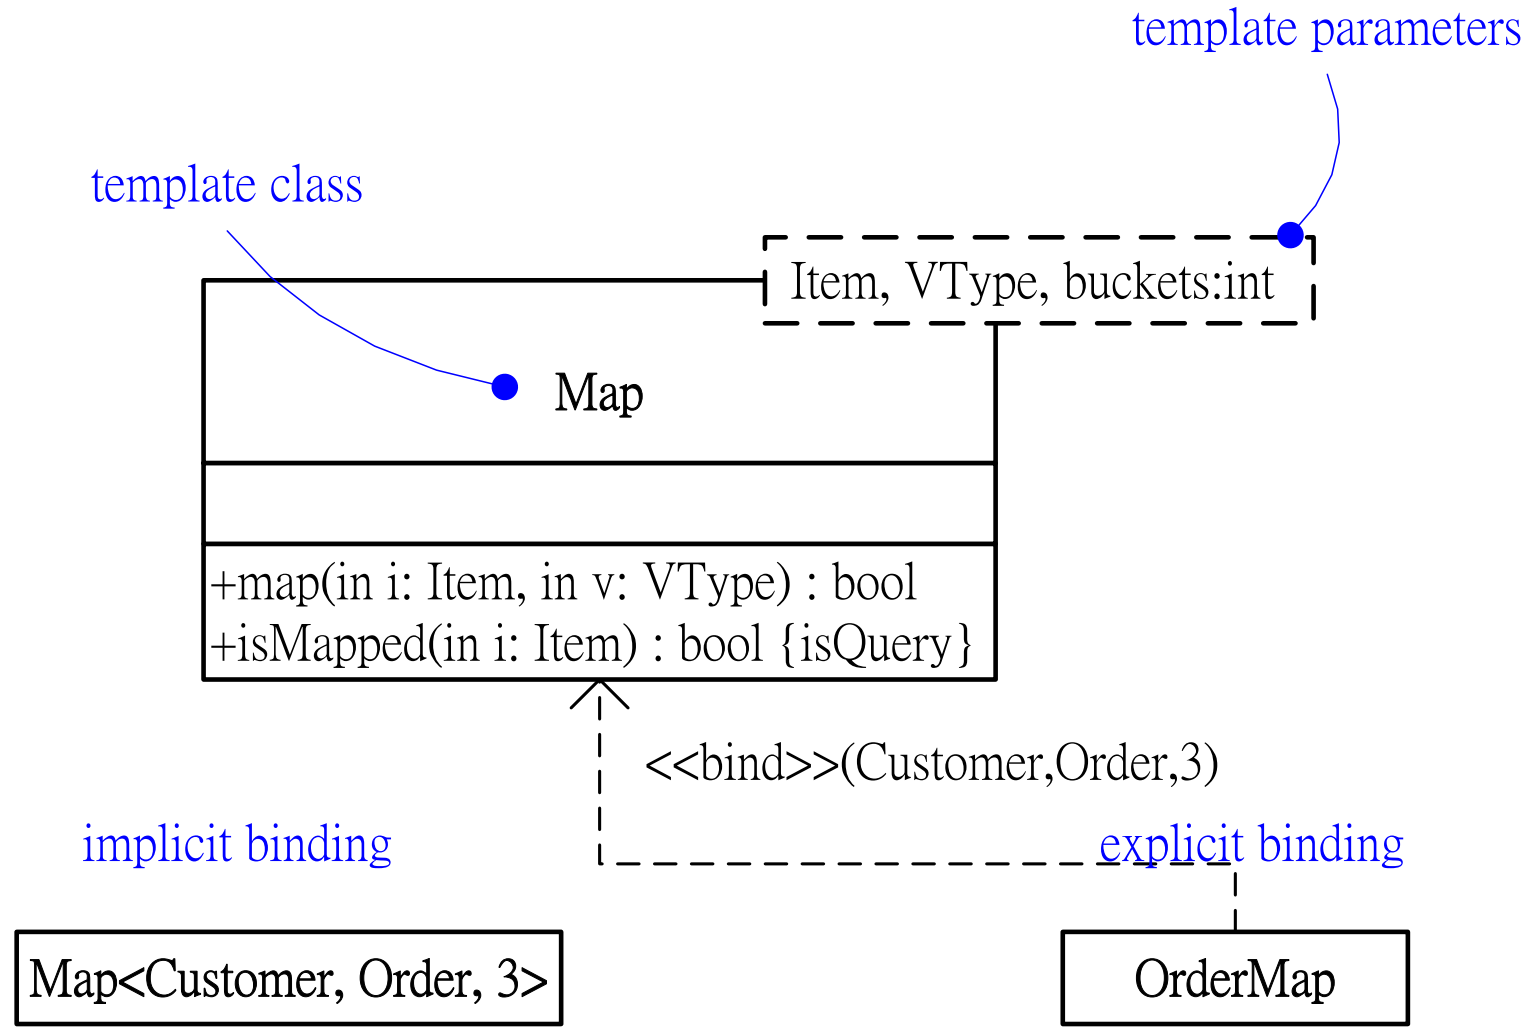 template parameters
template class
Item, VType, buckets:int
Map
+map(in i: Item, in v: VType) : bool
+isMapped(in i: Item) : bool {isQuery}
<<bind>>(Customer,Order,3)
implicit binding
explicit binding
Map<Customer, Order, 3>
OrderMap